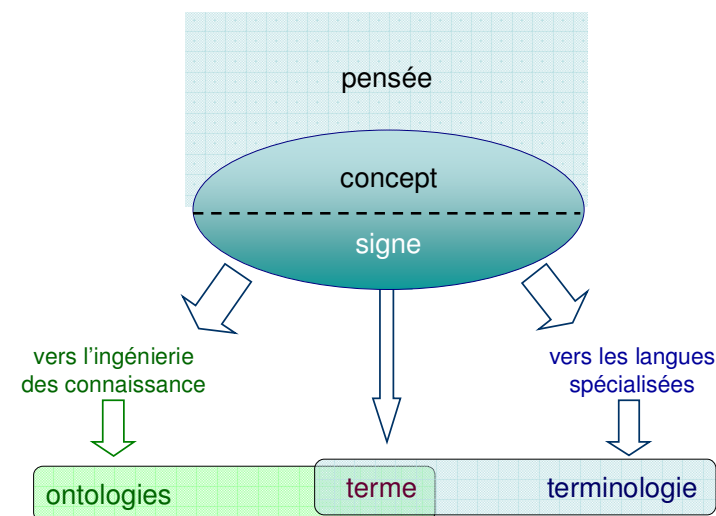 pensée
concept
signe
vers l'ingénierie
des connaissance
vers les langues
spécialisées
ontologies
terme
terminologie